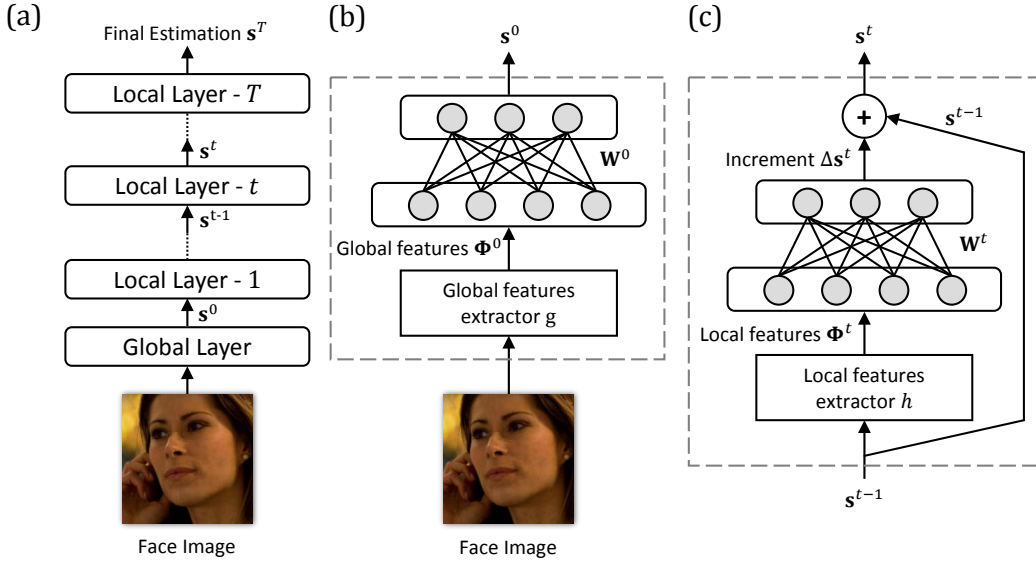 (a)
Final Estimation s^T
Local Layer - T
s^t
Local Layer - t
s^t-1
Local Layer - 1
s^0
Global Layer
Face Image
(b)
s^0
W^0
Global features Φ^0
Global features
extractor g
Face Image
(c)
s^t
+
s^t−1
Increment Δs^t
W^t
Local features Φ^t
Local features
extractor h
s^t−1